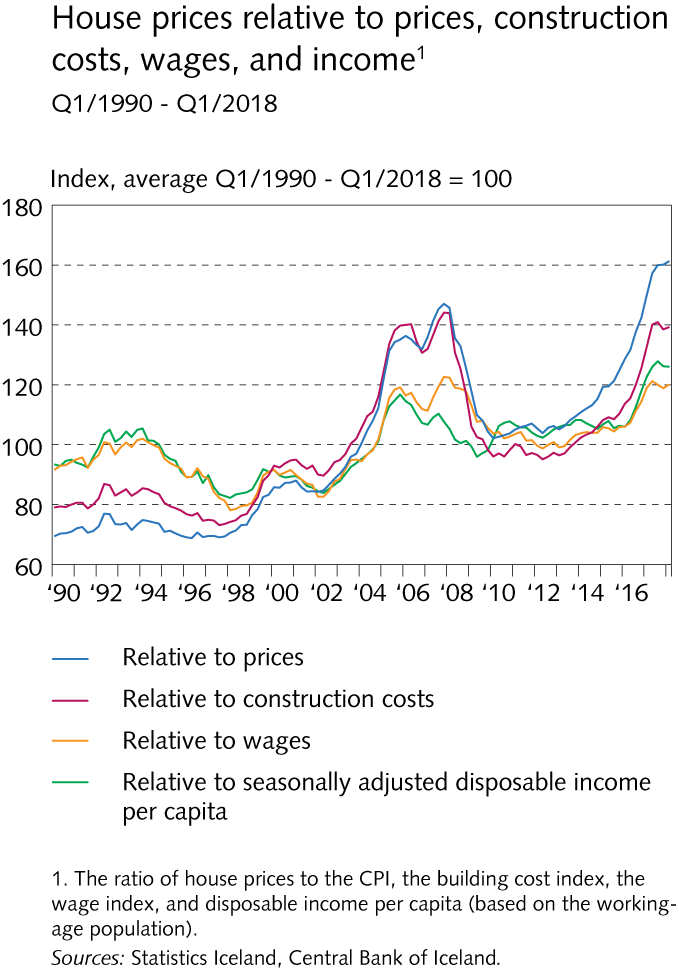 House prices relative to prices, construction
costs, wages, and income¹
Q1/1990 - Q1/2018
Index, average Q1/1990 - Q1/2018 = 100
180
160
140
120
100
80
60
‘90 ‘92 ‘94 ‘96 ‘98 ‘00 ‘02 ‘04 ‘06 ‘08 ‘10 ‘12 ‘14 ‘16
Relative to prices
Relative to construction costs
Relative to wages
Relative to seasonally adjusted disposable income
per capita
1. The ratio of house prices to the CPI, the building cost index, the
wage index, and disposable income per capita (based on the working-
age population).
Sources: Statistics Iceland, Central Bank of Iceland.